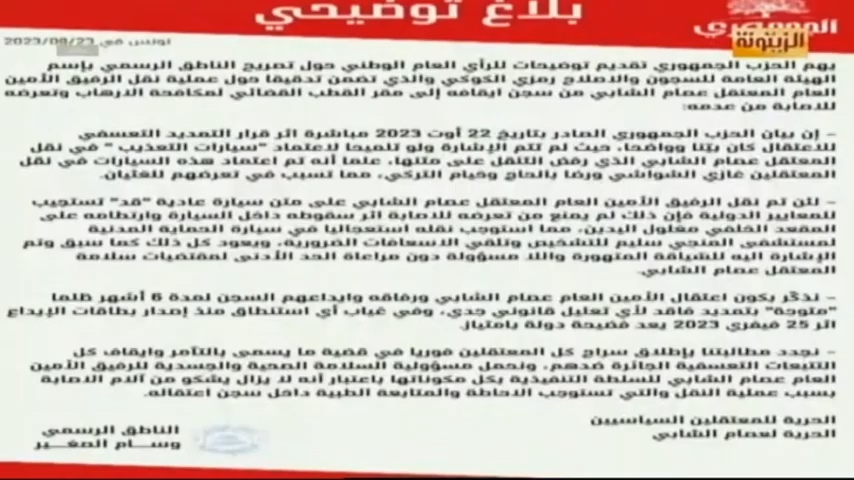 بلاغ توضيحي
الجمهوري
الزيتونة
تونس في 2023/08/23
يهم الحزب الجمهوري تقديم توضيحات للرأي العام الوطني حول تصريح الناطق الرسمي بإسم
الهيئة العامة للسجون والاصلاح رمزي الكوكي والذي تضمن تدقيقا حول عملية نقل الرفيق الأمين
العام المعتقل عصام الشابي من سجن ايقافه إلى مقر القطب القضائي لمكافحة الارهاب وتعرضه
للاصابة من عدمه:
– إن بيان الحزب الجمهوري الصادر بتاريخ 22 أوت 2023 مباشرة اثر قرار التمديد التعسفي
للاعتقال كان بيّنا وواضحا، حيث لم تتم الإشارة ولو تلميحا لاعتماد "سيارات التعذيب " في نقل
المعتقل عصام الشابي الذي رفض التنقل على متنها، علما أنه تم اعتماد هذه السيارات في نقل
المعتقلين غازي الشواشي ورضا بالحاج وخيام التركي، مما تسبب في تعرضهم للغثيان.
– لئن تم نقل الرفيق الأمين العام المعتقل عصام الشابي على متن سيارة عادية "قد" تستجيب
للمعايير الدولية فإن ذلك لم يمنع من تعرضه للاصابة اثر سقوطه داخل السيارة وارتطامه على
المقعد الخلفي مغلول اليدين، مما استوجب نقله استعجاليا في سيارة الحماية المدنية
لمستشفى المنجي سليم للتشخيص وتلقي الاسعافات الضرورية، ويعود كل ذلك كما سبق وتم
الإشارة اليه للسياقة المتهورة واللا مسؤولة دون مراعاة الحد الأدنى لمقتضيات سلامة
المعتقل عصام الشابي.
– نذكّر بكون اعتقال الأمين العام عصام الشابي ورفاقه وايداعهم السجن لمدة 6 أشهر ظلما
"متوجة" بتمديد فاقد لأي تعليل قانوني جدي، وفي غياب أي استنطاق منذ إصدار بطاقات الإيداع
اثر 25 فيفري 2023 يعد فضيحة دولة بامتياز.
– نجدد مطالبتنا بإطلاق سراح كل المعتقلين فوريا في قضية ما يسمى بالتآمر وايقاف كل
التتبعات التعسفية الجائرة ضدهم، ونحمل مسؤولية السلامة الصحية والجسدية للرفيق الأمين
العام عصام الشابي للسلطة التنفيذية بكل مكوناتها باعتبار أنه لا يزال يشكو من آلام الاصابة
بسبب عملية النقل والتي تستوجب الاحاطة والمتابعة الطبية داخل سجن اعتقاله.
الحرية للمعتقلين السياسيين
الحرية لعصام الشابي
الناطق الرسمي
وسام الصغير